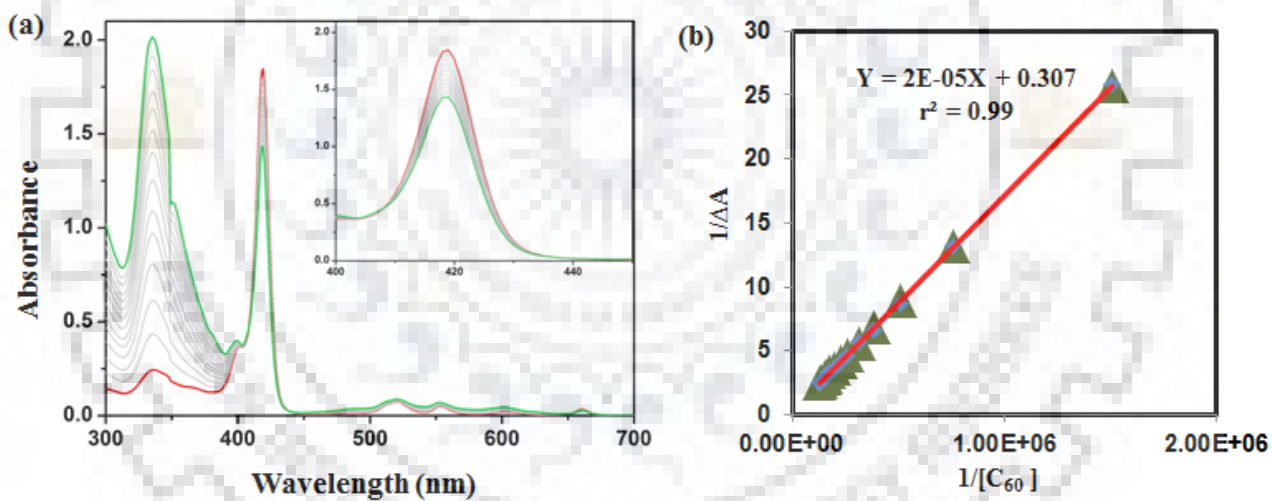 (a)
Absorbance
2.0
1.5
1.0
0.5
0.0
300
400
500
600
700
Wavelength (nm)
2.0
1.5
1.0
0.5
0.0
400
420
440
(b)
1/ΔA
30
25
20
15
10
5
0
Y = 2E-05X + 0.307
r² = 0.99
0.00E+00
1.00E+06
2.00E+06
1/[C₆₀ ]